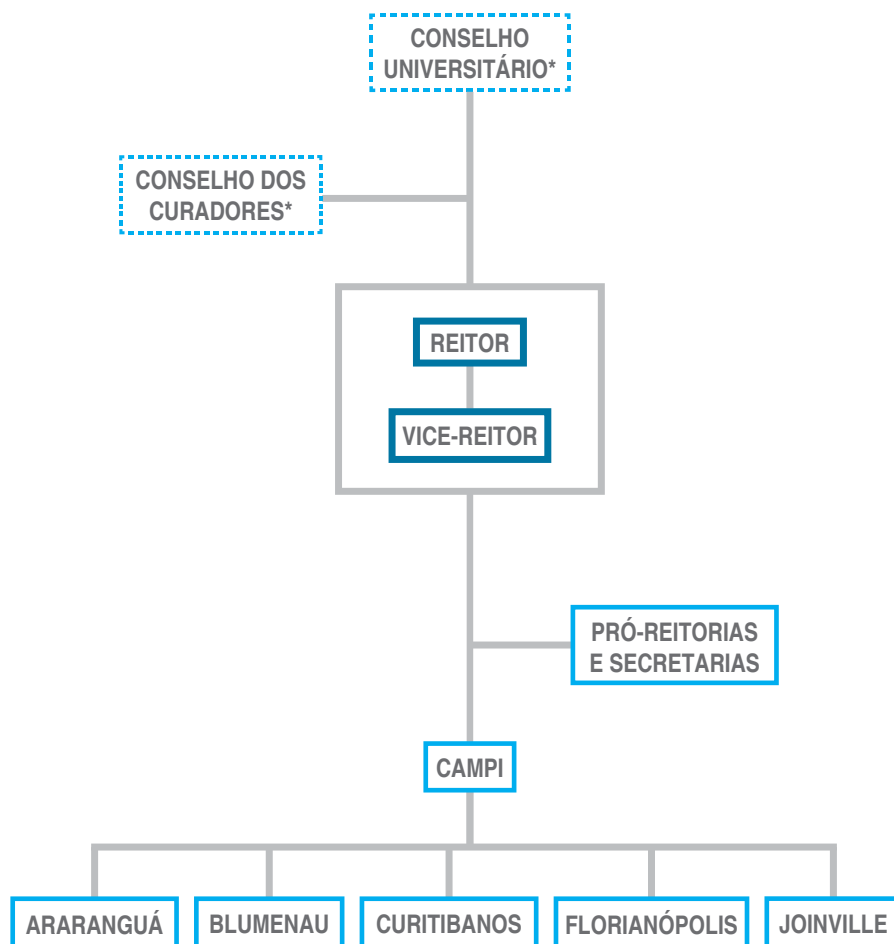 CONSELHO
UNIVERSITÁRIO*
CONSELHO DOS
CURADORES*
REITOR
VICE-REITOR
PRÓ-REITORIAS
E SECRETARIAS
CAMPI
ARARANGUÁ
BLUMENAU
CURITIBANOS
FLORIANÓPOLIS
JOINVILLE